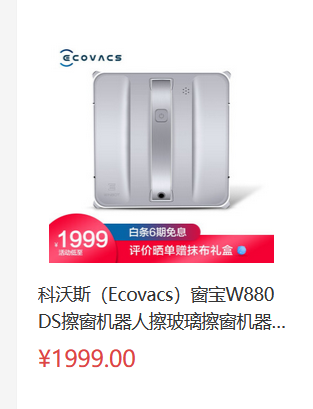 ECOVACS
白条6期免息
¥1999
活动低至
评价晒单赠抹布礼盒
科沃斯（Ecovacs）窗宝W880
DS擦窗机器人擦玻璃擦窗机器...
¥1999.00